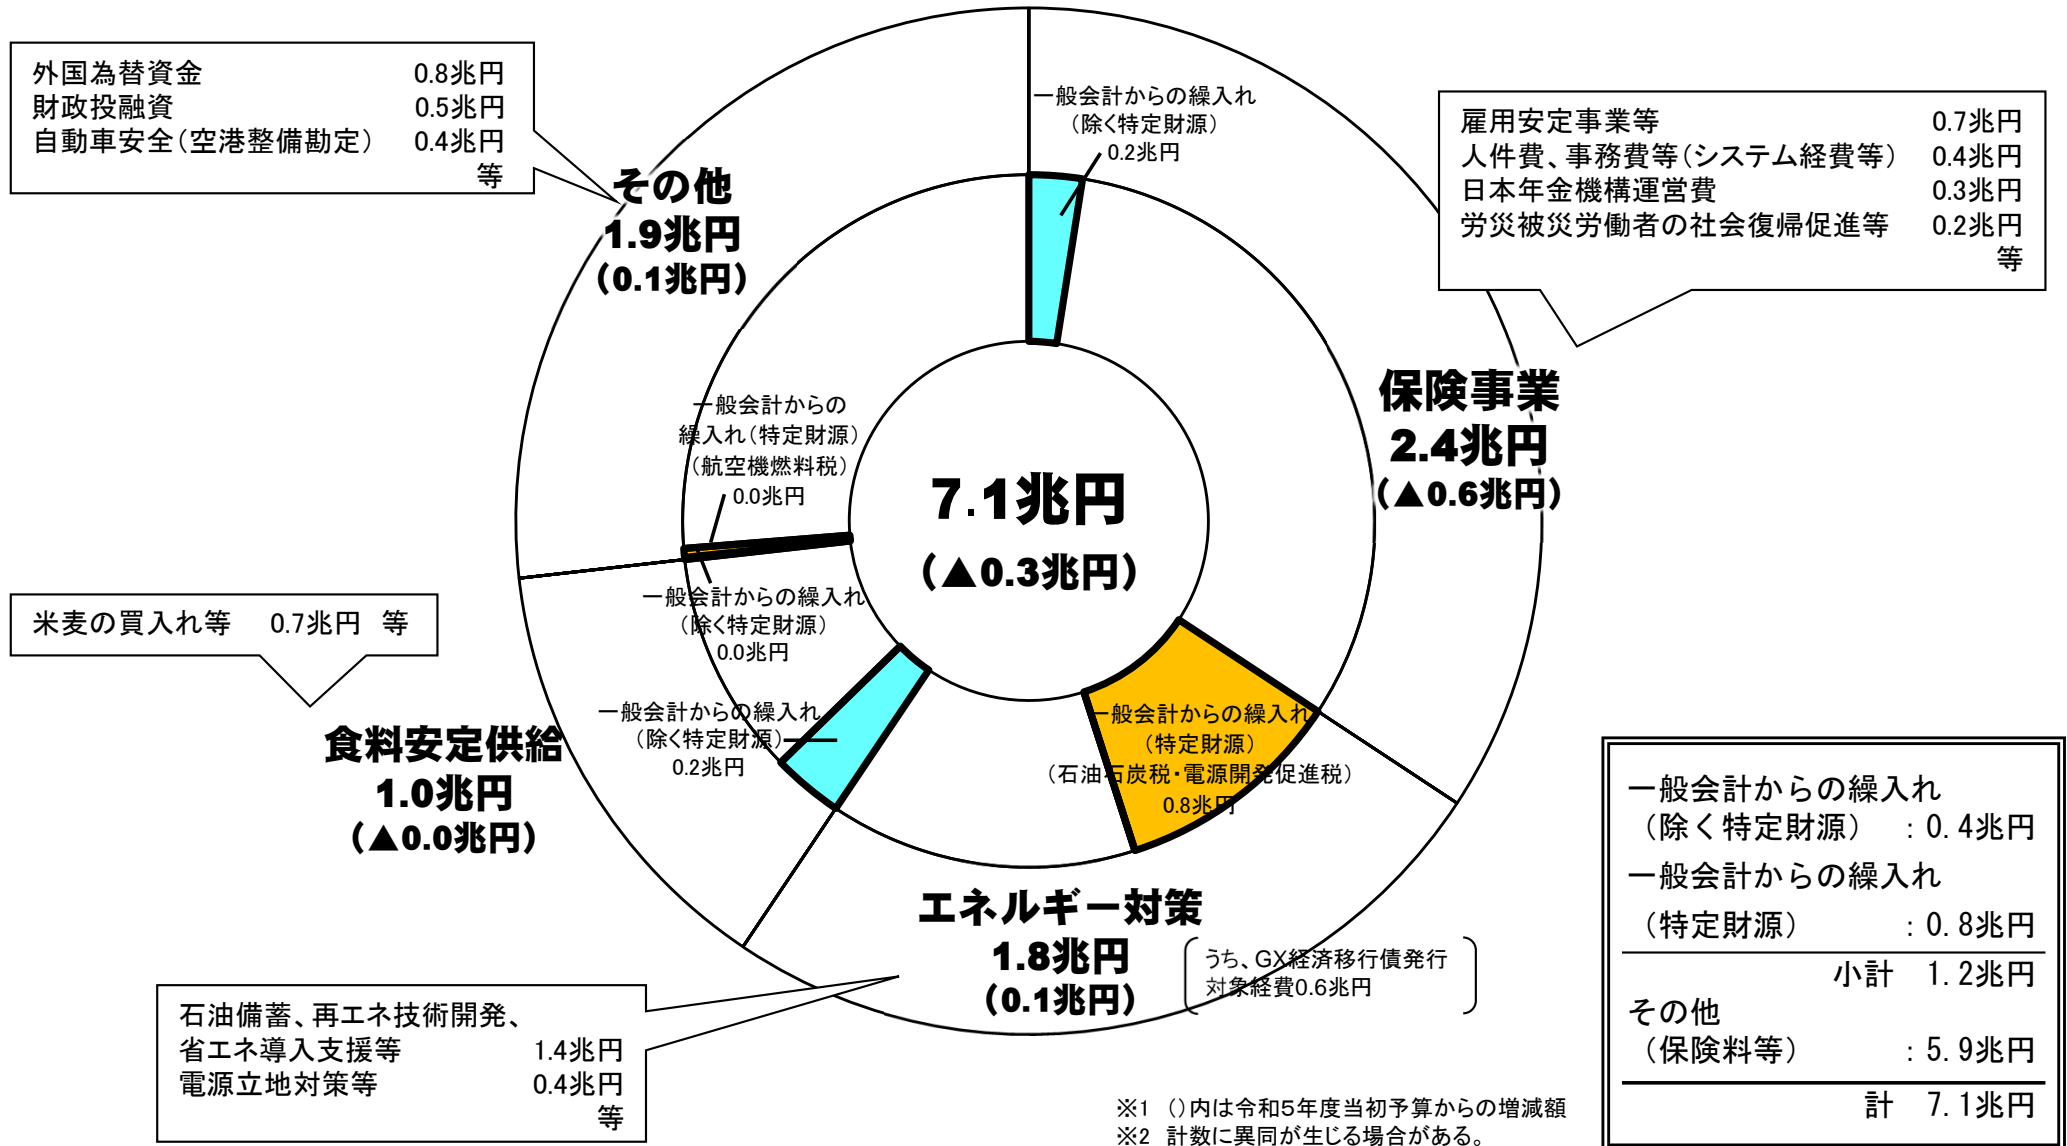 外国為替資金 0.8兆円
財政投融資 0.5兆円
自動車安全（空港整備勘定） 0.4兆円
等
その他
1.9兆円
（0.1兆円）
一般会計からの繰入れ
（除く特定財源）
0.2兆円
雇用安定事業等 0.7兆円
人件費、事務費等（システム経費等） 0.4兆円
日本年金機構運営費 0.3兆円
労災被災労働者の社会復帰促進等 0.2兆円
等
保険事業
2.4兆円
（▲0.6兆円）
一般会計からの
繰入れ（特定財源）
（航空機燃料税）
0.0兆円
7.1兆円
（▲0.3兆円）
一般会計からの繰入れ
（除く特定財源）
0.0兆円
米麦の買入れ等 0.7兆円 等
食料安定供給
1.0兆円
（▲0.0兆円）
一般会計からの繰入れ
（除く特定財源）
0.2兆円
一般会計からの繰入れ
（特定財源）
（石油石炭税・電源開発促進税）
0.8兆円
エネルギー対策
1.8兆円
（0.1兆円）
うち、GX経済移行債発行
対象経費0.6兆円
石油備蓄、再エネ技術開発、
省エネ導入支援等 1.4兆円
電源立地対策等 0.4兆円
等
一般会計からの繰入れ
（除く特定財源） ：0.4兆円
一般会計からの繰入れ
（特定財源） ：0.8兆円
小計 1.2兆円
その他
（保険料等） ：5.9兆円
計 7.1兆円
※1 （）内は令和5年度当初予算からの増減額
※2 計数に異同が生じる場合がある。